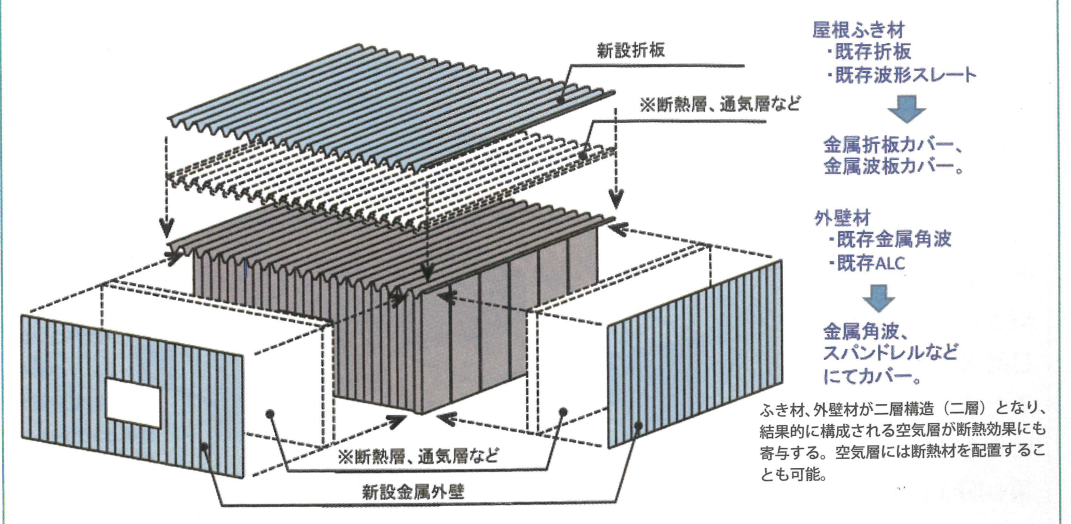 新設折板
※断熱層、通気層など
屋根ふき材
・既存折板
・既存波形スレート
金属折板カバー、
金属波板カバー。
外壁材
・既存金属角波
・既存ALC
金属角波、
スパンドレルなど
にてカバー。
ふき材、外壁材が二層構造（二層）となり、
結果的に構成される空気層が断熱効果にも
寄与する。空気層には断熱材を配置するこ
とも可能。
※断熱層、通気層など
新設金属外壁